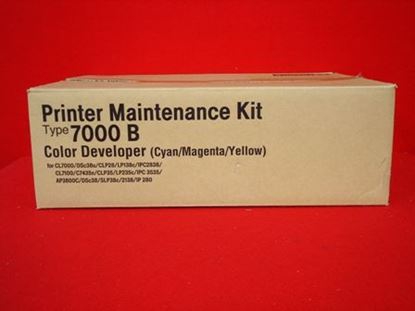 Printer Maintenance Kit
Type 7000 B
Color Developer (Cyan/Magenta/Yellow)
for CL7000/DSc38u/CLP28/LP138c/IPC2838/
CL7100/C7435n/CLP35/LP235c/IPC 3535/
AP3800C/DSc38/SLP38c/2138/IP 280